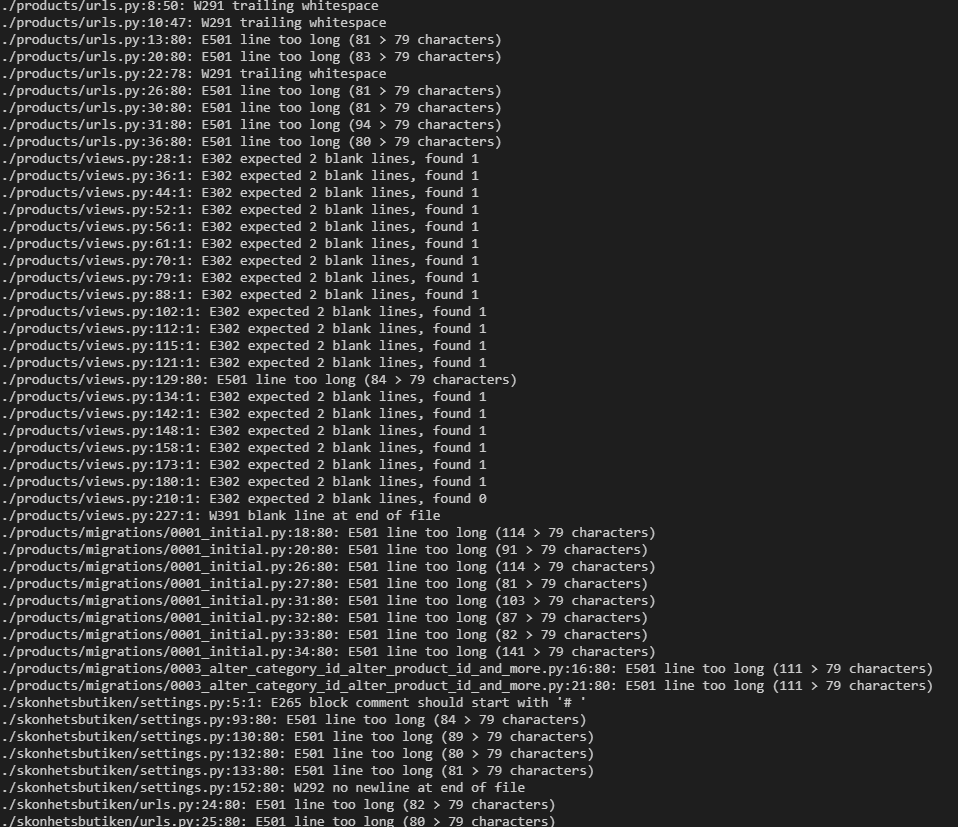 ./products/urls.py:8:50: W291 trailing whitespace
./products/urls.py:10:47: W291 trailing whitespace
./products/urls.py:13:80: E501 line too long (81 > 79 characters)
./products/urls.py:20:80: E501 line too long (83 > 79 characters)
./products/urls.py:22:78: W291 trailing whitespace
./products/urls.py:26:80: E501 line too long (81 > 79 characters)
./products/urls.py:30:80: E501 line too long (81 > 79 characters)
./products/urls.py:31:80: E501 line too long (94 > 79 characters)
./products/urls.py:36:80: E501 line too long (80 > 79 characters)
./products/views.py:28:1: E302 expected 2 blank lines, found 1
./products/views.py:36:1: E302 expected 2 blank lines, found 1
./products/views.py:44:1: E302 expected 2 blank lines, found 1
./products/views.py:52:1: E302 expected 2 blank lines, found 1
./products/views.py:56:1: E302 expected 2 blank lines, found 1
./products/views.py:61:1: E302 expected 2 blank lines, found 1
./products/views.py:70:1: E302 expected 2 blank lines, found 1
./products/views.py:79:1: E302 expected 2 blank lines, found 1
./products/views.py:88:1: E302 expected 2 blank lines, found 1
./products/views.py:102:1: E302 expected 2 blank lines, found 1
./products/views.py:112:1: E302 expected 2 blank lines, found 1
./products/views.py:115:1: E302 expected 2 blank lines, found 1
./products/views.py:121:1: E302 expected 2 blank lines, found 1
./products/views.py:129:80: E501 line too long (84 > 79 characters)
./products/views.py:134:1: E302 expected 2 blank lines, found 1
./products/views.py:142:1: E302 expected 2 blank lines, found 1
./products/views.py:148:1: E302 expected 2 blank lines, found 1
./products/views.py:158:1: E302 expected 2 blank lines, found 1
./products/views.py:173:1: E302 expected 2 blank lines, found 1
./products/views.py:180:1: E302 expected 2 blank lines, found 1
./products/views.py:210:1: E302 expected 2 blank lines, found 0
./products/views.py:227:1: W391 blank line at end of file
./products/migrations/0001_initial.py:18:80: E501 line too long (114 > 79 characters)
./products/migrations/0001_initial.py:20:80: E501 line too long (91 > 79 characters)
./products/migrations/0001_initial.py:26:80: E501 line too long (114 > 79 characters)
./products/migrations/0001_initial.py:27:80: E501 line too long (81 > 79 characters)
./products/migrations/0001_initial.py:31:80: E501 line too long (103 > 79 characters)
./products/migrations/0001_initial.py:32:80: E501 line too long (87 > 79 characters)
./products/migrations/0001_initial.py:33:80: E501 line too long (82 > 79 characters)
./products/migrations/0001_initial.py:34:80: E501 line too long (141 > 79 characters)
./products/migrations/0003_alter_category_id_alter_product_id_and_more.py:16:80: E501 line too long (111 > 79 characters)
./products/migrations/0003_alter_category_id_alter_product_id_and_more.py:21:80: E501 line too long (111 > 79 characters)
./skonhetsbutiken/settings.py:5:1: E265 block comment should start with '# '
./skonhetsbutiken/settings.py:93:80: E501 line too long (84 > 79 characters)
./skonhetsbutiken/settings.py:130:80: E501 line too long (89 > 79 characters)
./skonhetsbutiken/settings.py:132:80: E501 line too long (80 > 79 characters)
./skonhetsbutiken/settings.py:133:80: E501 line too long (81 > 79 characters)
./skonhetsbutiken/settings.py:152:80: W292 no newline at end of file
./skonhetsbutiken/urls.py:24:80: E501 line too long (82 > 79 characters)
./skonhetsbutiken/urls.py:25:80: E501 line too long (80 > 79 characters)